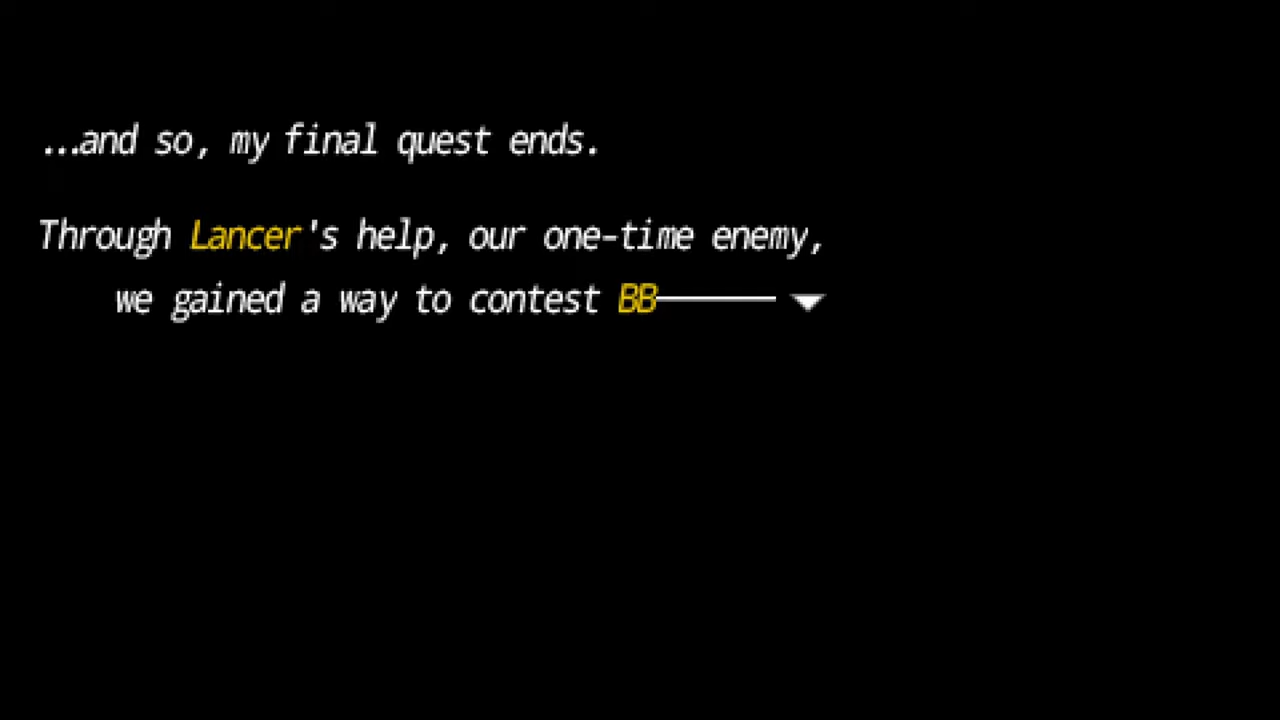 …and so, my final quest ends.
Through Lancer's help, our one-time enemy,
we gained a way to contest BB────